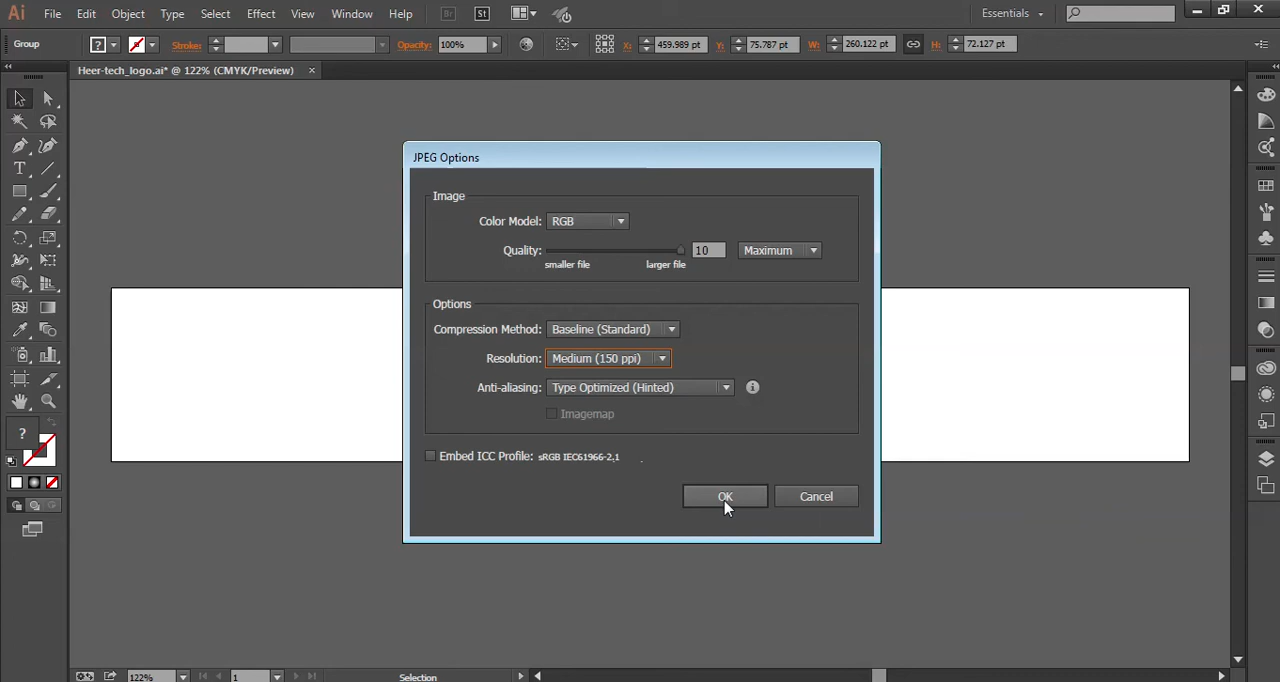 Ai File Edit Object Type Select Effect View Window Help Br St Essentials
Group ? Stroke: Opacity: 100% X: 459.989 pt Y: 75.787 pt W: 260.122 pt H: 72.127 pt
Heer-tech_logo.ai* @ 122% (CMYK/Preview) ×
JPEG Options
Image
Color Model: RGB
Quality: 10 Maximum
smaller file larger file
Options
Compression Method: Baseline (Standard)
Resolution: Medium (150 ppi)
Anti-aliasing: Type Optimized (Hinted)
Imagemap
?
Embed ICC Profile: sRGB IEC61966-2,1
OK Cancel
122% 1 Selection